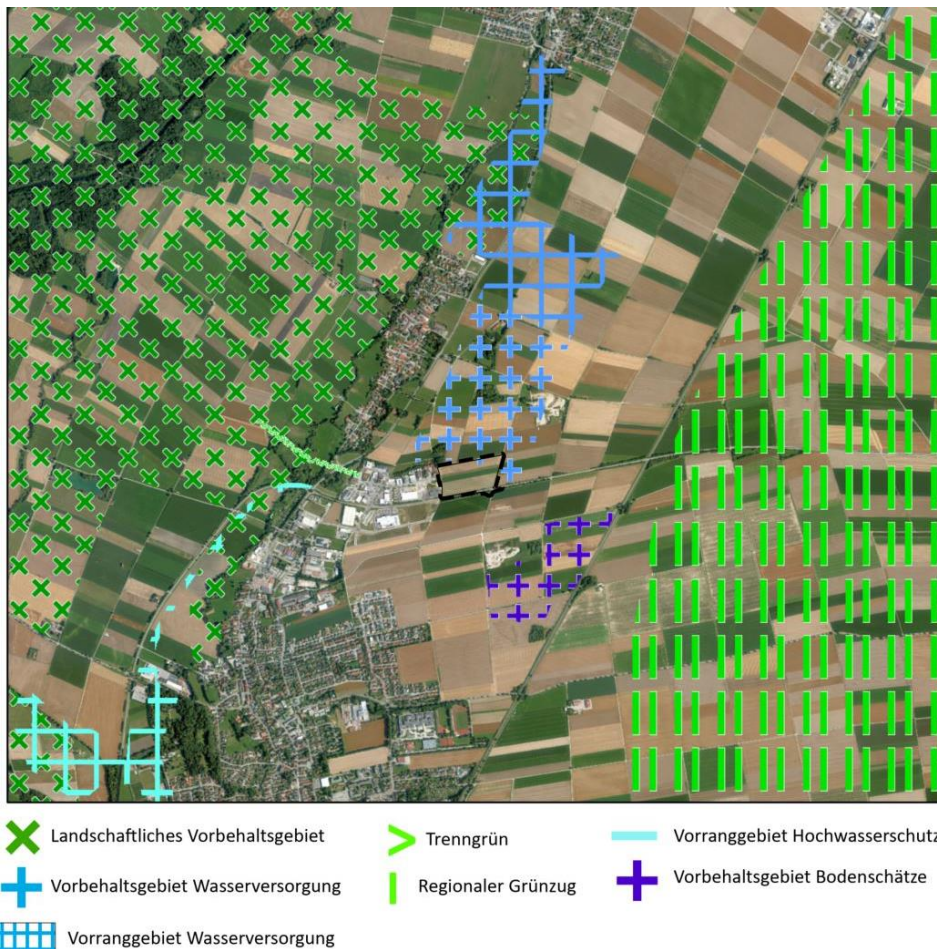 Landschaftliches Vorbehaltsgebiet
Trenngrün
Vorranggebiet Hochwasserschutz
Vorbehaltsgebiet Wasserversorgung
Regionaler Grünzug
Vorbehaltsgebiet Bodenschätze
Vorranggebiet Wasserversorgung